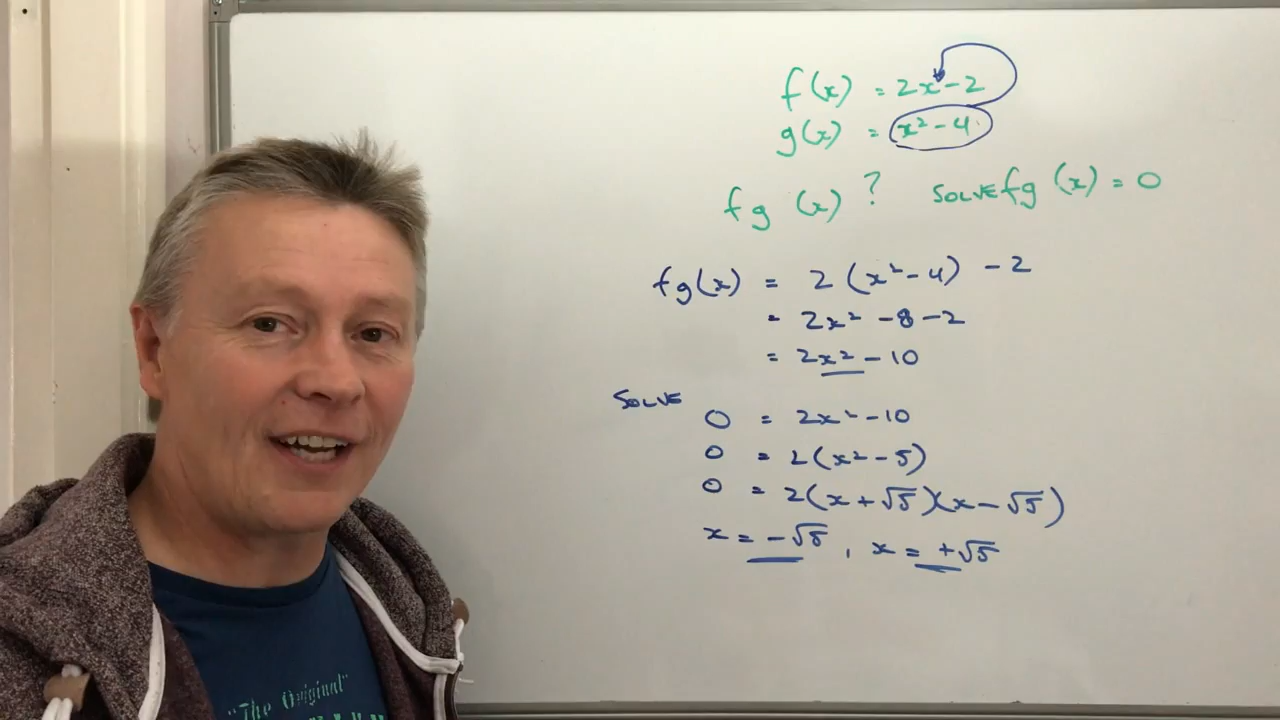 f(x) = 2x-2
g(x) = x²-4
fg(x)? SOLVE fg(x) = 0
fg(x) = 2(x²-4) -2
= 2x²-8-2
= 2x²-10
SOLVE
0 = 2x²-10
0 = 2(x²-5)
0 = 2(x+√5)(x-√5)
x = -√5, x = +√5
"The Original"